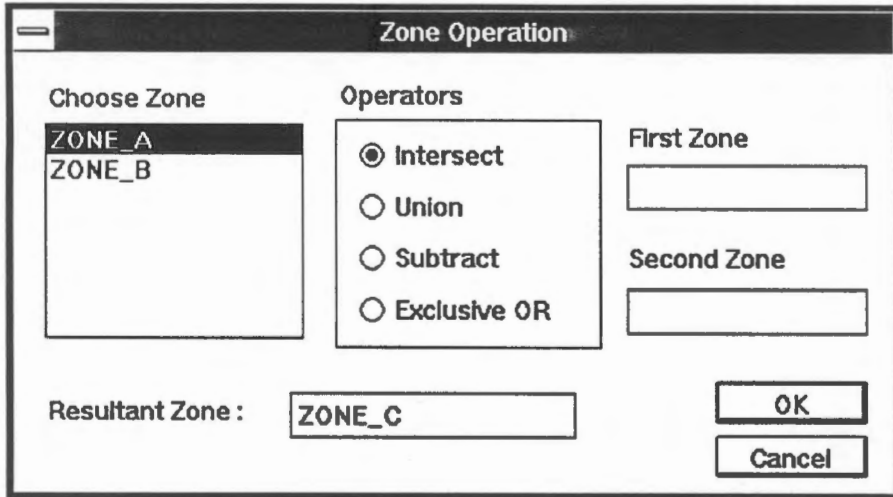 Zone Operation
Choose Zone
ZONE_A
ZONE_B
Operators
Intersect
Union
Subtract
Exclusive OR
First Zone
Second Zone
Resultant Zone :
ZONE_C
OK
Cancel